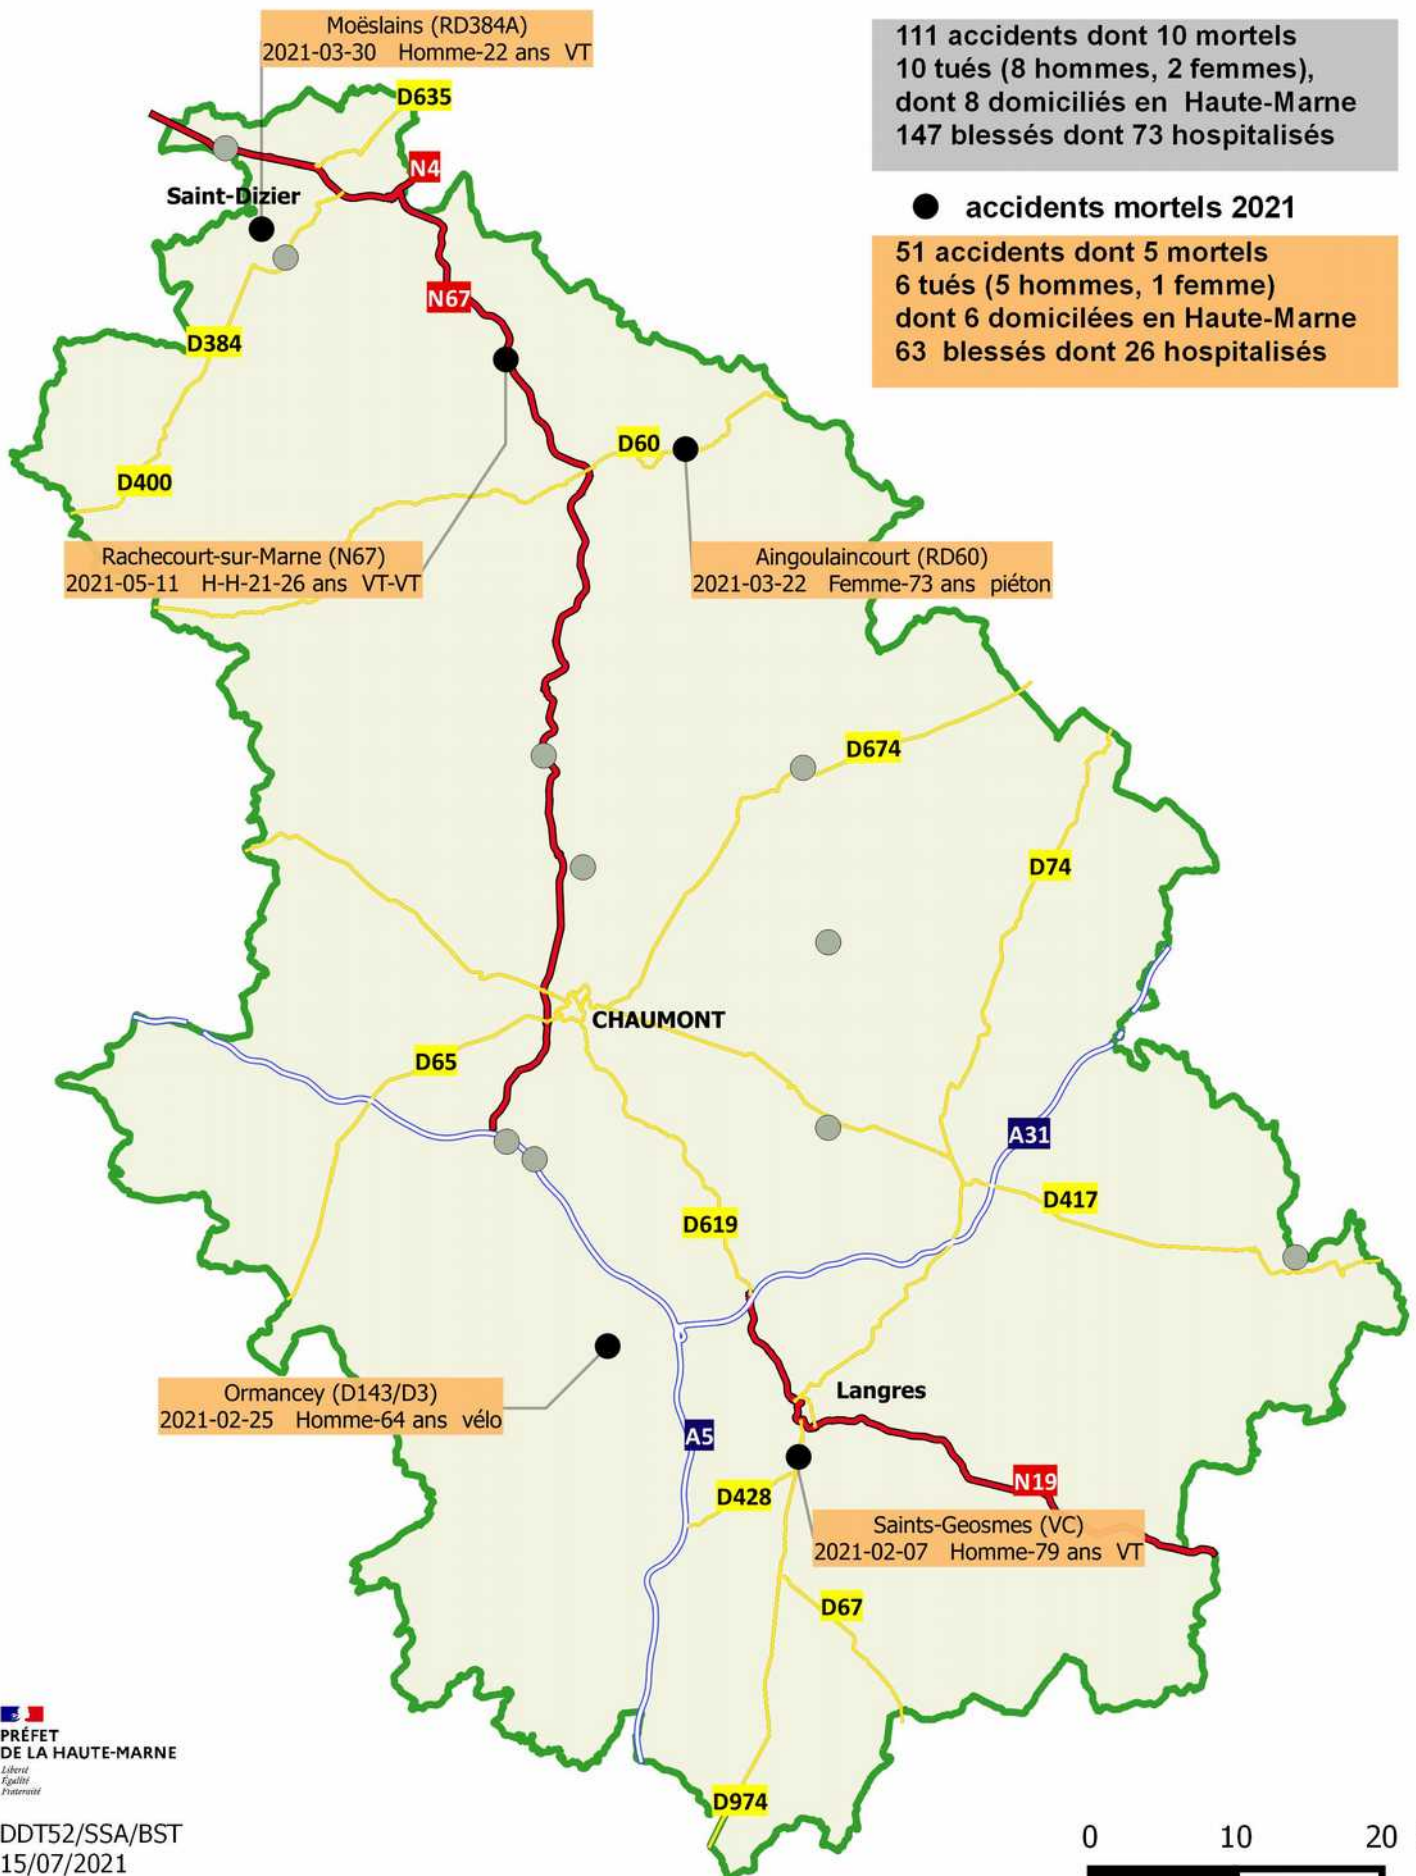 Moëslains (RD384A)
2021-03-30 Homme-22 ans VT
111 accidents dont 10 mortels
10 tués (8 hommes, 2 femmes),
dont 8 domiciliés en Haute-Marne
147 blessés dont 73 hospitalisés
accidents mortels 2021
51 accidents dont 5 mortels
6 tués (5 hommes, 1 femme)
dont 6 domicilées en Haute-Marne
63 blessés dont 26 hospitalisés
D635
N4
Saint-Dizier
N67
D384
D60
D400
Rachecourt-sur-Marne (N67)
2021-05-11 H-H-21-26 ans VT-VT
Aingoulaincourt (RD60)
2021-03-22 Femme-73 ans piéton
D674
D74
CHAUMONT
D65
A31
D417
D619
Ormancey (D143/D3)
2021-02-25 Homme-64 ans vélo
Langres
A5
N19
D428
Saints-Geosmes (VC)
2021-02-07 Homme-79 ans VT
D67
D974
PRÉFET
DE LA HAUTE-MARNE
Liberté
Égalité
Fraternité
DDT52/SSA/BST
15/07/2021
0 10 20